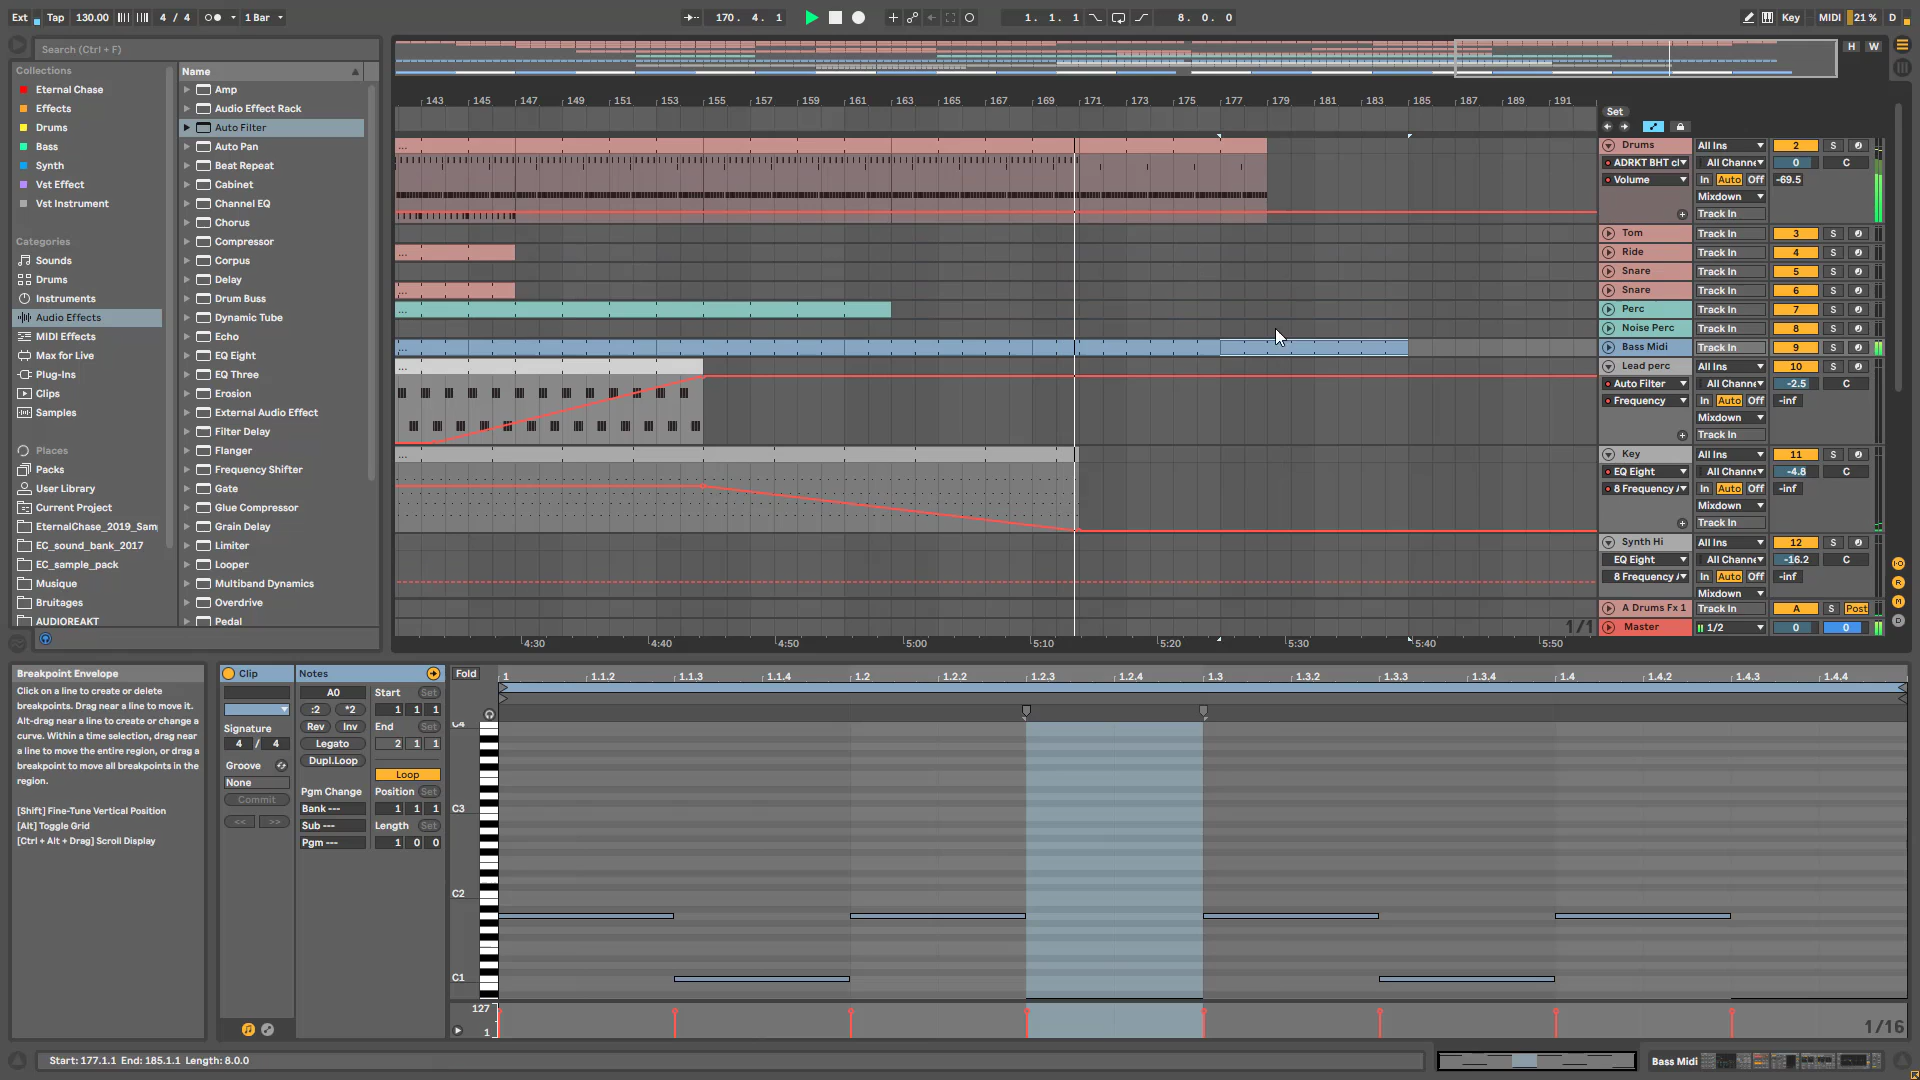 Ext Tap 130.00 4 / 4 1 Bar 170. 4. 1 1. 1. 1 8. 0. 0 Key MIDI 21 % D
Search (Ctrl + F)
H W
Collections
Eternal Chase
Effects
Drums
Bass
Synth
Vst Effect
Vst Instrument
Categories
Sounds
Drums
Instruments
Audio Effects
MIDI Effects
Max for Live
Plug-Ins
Clips
Samples
Places
Packs
User Library
Current Project
EternalChase_2019_Sam
EC_sound_bank_2017
EC_sample_pack
Musique
Bruitages
AUDIOREAKT
Name
Amp
Audio Effect Rack
Auto Filter
Auto Pan
Beat Repeat
Cabinet
Channel EQ
Chorus
Compressor
Corpus
Delay
Drum Buss
Dynamic Tube
Echo
EQ Eight
EQ Three
Erosion
External Audio Effect
Filter Delay
Flanger
Frequency Shifter
Gate
Glue Compressor
Grain Delay
Limiter
Looper
Multiband Dynamics
Overdrive
Pedal
143 145 147 149 151 153 155 157 159 161 163 165 167 169 171 173 175 177 179 181 183 185 187 189 191
Set
Drums All Ins 2 S
ADRKT BHT cl All Channe 0 C
Volume In Auto Off -69.5
Mixdown
Track In
Tom Track In 3 S
Ride Track In 4 S
Snare Track In 5 S
Snare Track In 6 S
Perc Track In 7 S
Noise Perc Track In 8 S
Bass Midi Track In 9 S
Lead perc All Ins 10 S
Auto Filter All Channe -2.5 C
Frequency In Auto Off -inf
Mixdown
Track In
Key All Ins 11 S
EQ Eight All Channe -4.8 C
8 Frequency In Auto Off -inf
Mixdown
Track In
Synth Hi All Ins 12 S
EQ Eight All Channe -16.2 C
8 Frequency In Auto Off -inf
Mixdown
A Drums Fx 1 Track In A S Post
1/1 Master 1/2 0 0
4:30 4:40 4:50 5:00 5:10 5:20 5:30 5:40 5:50
Breakpoint Envelope
Click on a line to create or delete
breakpoints. Drag near a line to move it.
Alt-drag near a line to create or change a
curve. Within a time selection, drag near
a line to move the entire region, or drag a
breakpoint to move all breakpoints in the
region.
[Shift] Fine-Tune Vertical Position
[Alt] Toggle Grid
[Ctrl + Alt + Drag] Scroll Display
Clip
Signature
4 / 4
Groove
None
Commit
<< >>
Notes
A0 Start Set
:2 *2 1 1 1
Rev Inv End Set
Legato 2 1 1
Dupl.Loop
Loop
Pgm Change Position Set
Bank --- 1 1 1
Sub --- Length Set
Pgm --- 1 0 0
Fold 1 1.1.2 1.1.3 1.1.4 1.2 1.2.2 1.2.3 1.2.4 1.3 1.3.2 1.3.3 1.3.4 1.4 1.4.2 1.4.3 1.4.4
C4
C3
C2
C1
127
1
1/16
Start: 177.1.1 End: 185.1.1 Length: 8.0.0
Bass Midi